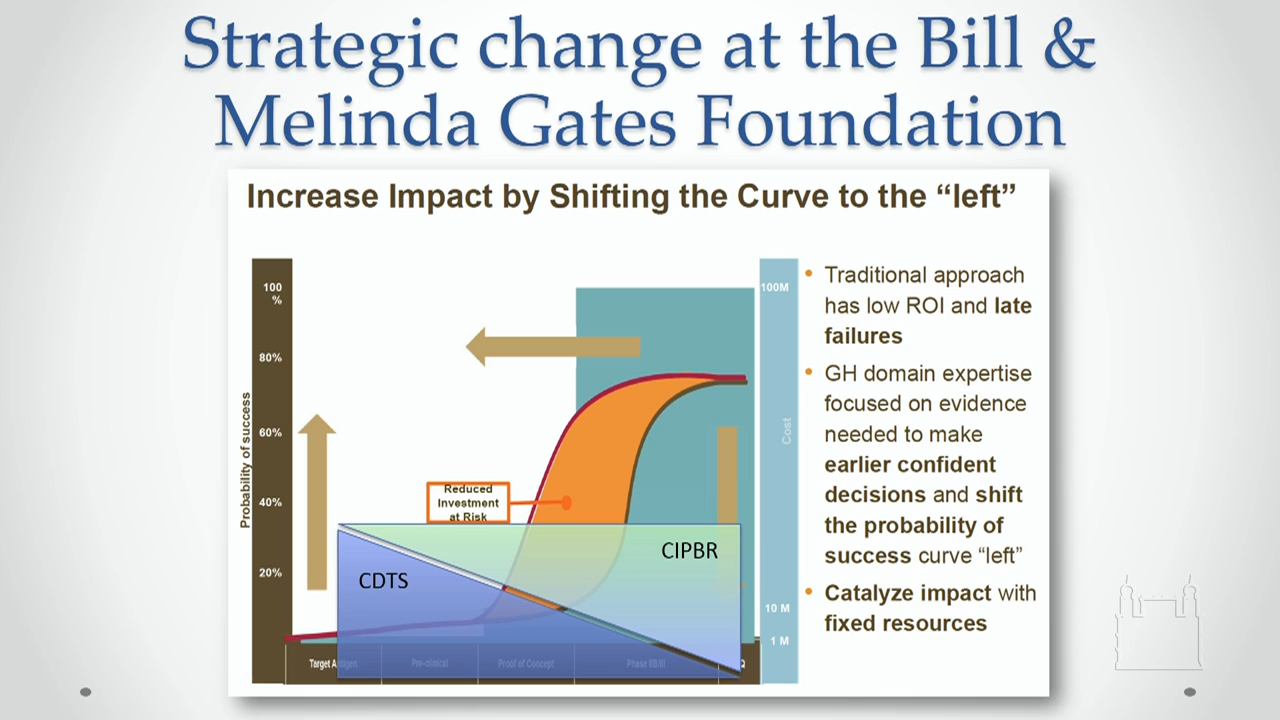 Strategic change at the Bill &
Melinda Gates Foundation
Increase Impact by Shifting the Curve to the “left”
Probability of success
100
%
80%
60%
40%
20%
Reduced
Investment
at Risk
CDTS
CIPBR
Target Antigen
Pre-clinical
Proof of Concept
Phase IIB/III
100M
Cost
10 M
1 M
• Traditional approach
has low ROI and late
failures
• GH domain expertise
focused on evidence
needed to make
earlier confident
decisions and shift
the probability of
success curve “left”
• Catalyze impact with
fixed resources